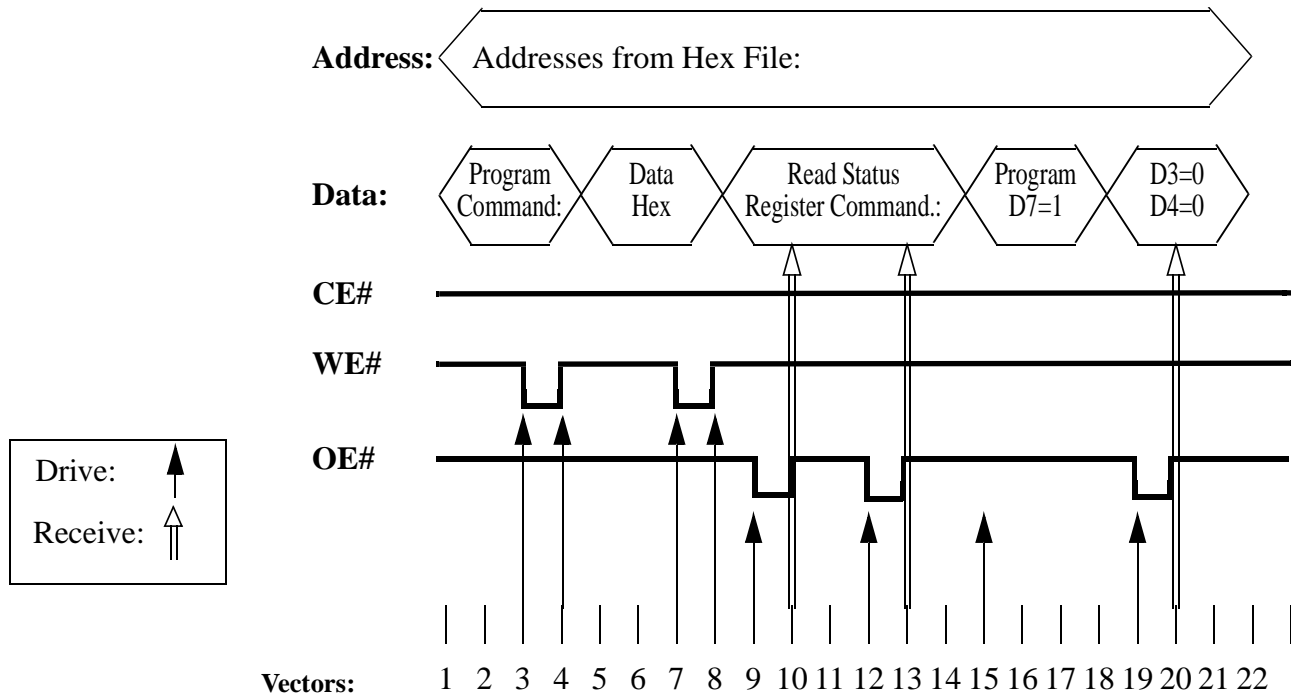 Address:
Addresses from Hex File:
Data:
Program
Command:
Data
Hex
Read Status
Register Command.:
Program
D7=1
D3=0
D4=0
CE#
WE#
OE#
Drive:
Receive:
Vectors:
1 2 3 4 5 6 7 8 9 10 11 12 13 14 15 16 17 18 19 20 21 22